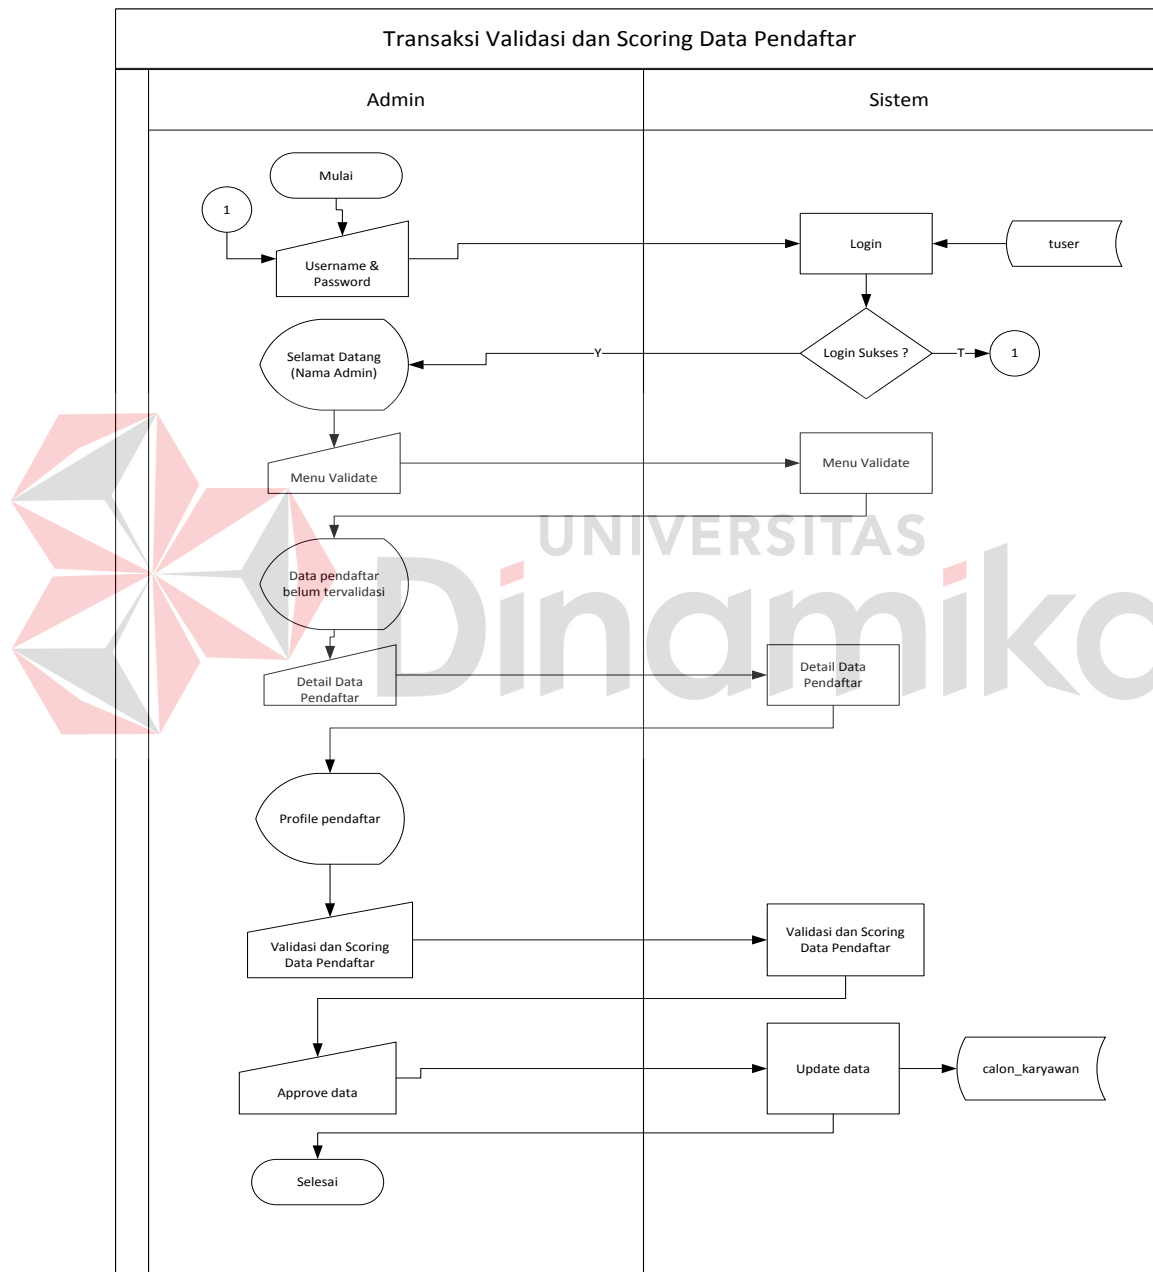 Transaksi Validasi dan Scoring Data Pendaftar
Admin
Sistem
Mulai
1
Username &
Password
Login
tuser
Selamat Datang
(Nama Admin)
Y
Login Sukses ?
T
1
Menu Validate
Menu Validate
UNIVERSITAS
Dinamika
Data pendaftar
belum tervalidasi
Detail Data
Pendaftar
Detail Data
Pendaftar
Profile pendaftar
Validasi dan Scoring
Data Pendaftar
Validasi dan Scoring
Data Pendaftar
Approve data
Update data
calon_karyawan
Selesai